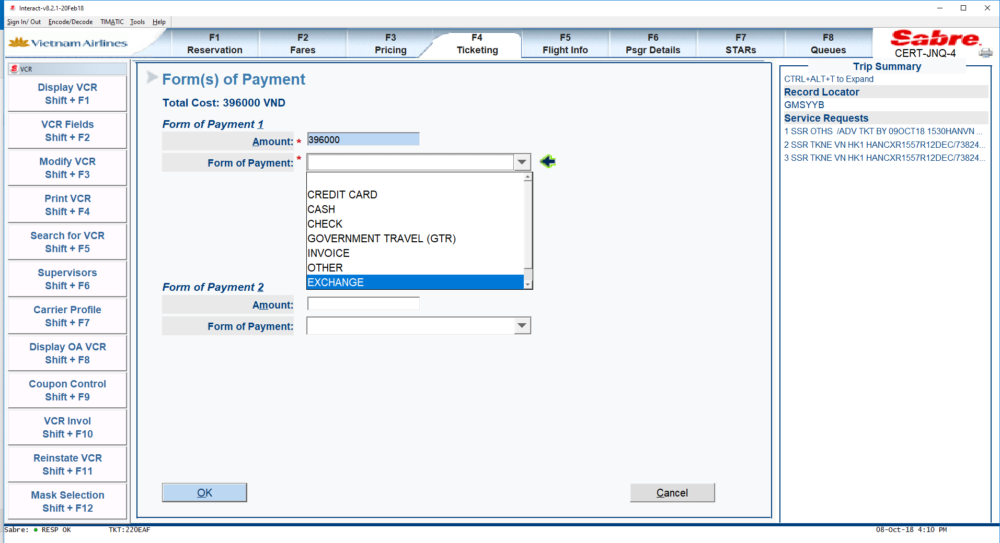 Interact-v8.2.1-20Feb18
Sign In/ Out Encode/Decode TIMATIC Tools Help
Vietnam Airlines
F1 Reservation
F2 Fares
F3 Pricing
F4 Ticketing
F5 Flight Info
F6 Psgr Details
F7 STARs
F8 Queues
Sabre.
CERT-JNQ-4
VCR
Display VCR
Shift + F1
VCR Fields
Shift + F2
Modify VCR
Shift + F3
Print VCR
Shift + F4
Search for VCR
Shift + F5
Supervisors
Shift + F6
Carrier Profile
Shift + F7
Display OA VCR
Shift + F8
Coupon Control
Shift + F9
VCR Invol
Shift + F10
Reinstate VCR
Shift + F11
Mask Selection
Shift + F12
Form(s) of Payment
Total Cost: 396000 VND
Form of Payment 1
Amount: * 396000
Form of Payment: *
CREDIT CARD
CASH
CHECK
GOVERNMENT TRAVEL (GTR)
INVOICE
OTHER
EXCHANGE
Form of Payment 2
Amount:
Form of Payment:
OK
Cancel
Trip Summary
CTRL+ALT+T to Expand
Record Locator
GMSYYB
Service Requests
1 SSR OTHS /ADV TKT BY 09OCT18 1530HANVN ...
2 SSR TKNE VN HK1 HANCXR1557R12DEC/73824...
3 SSR TKNE VN HK1 HANCXR1557R12DEC/73824...
Sabre: RESP OK TKT:220EAF 08-Oct-18 4:10 PM